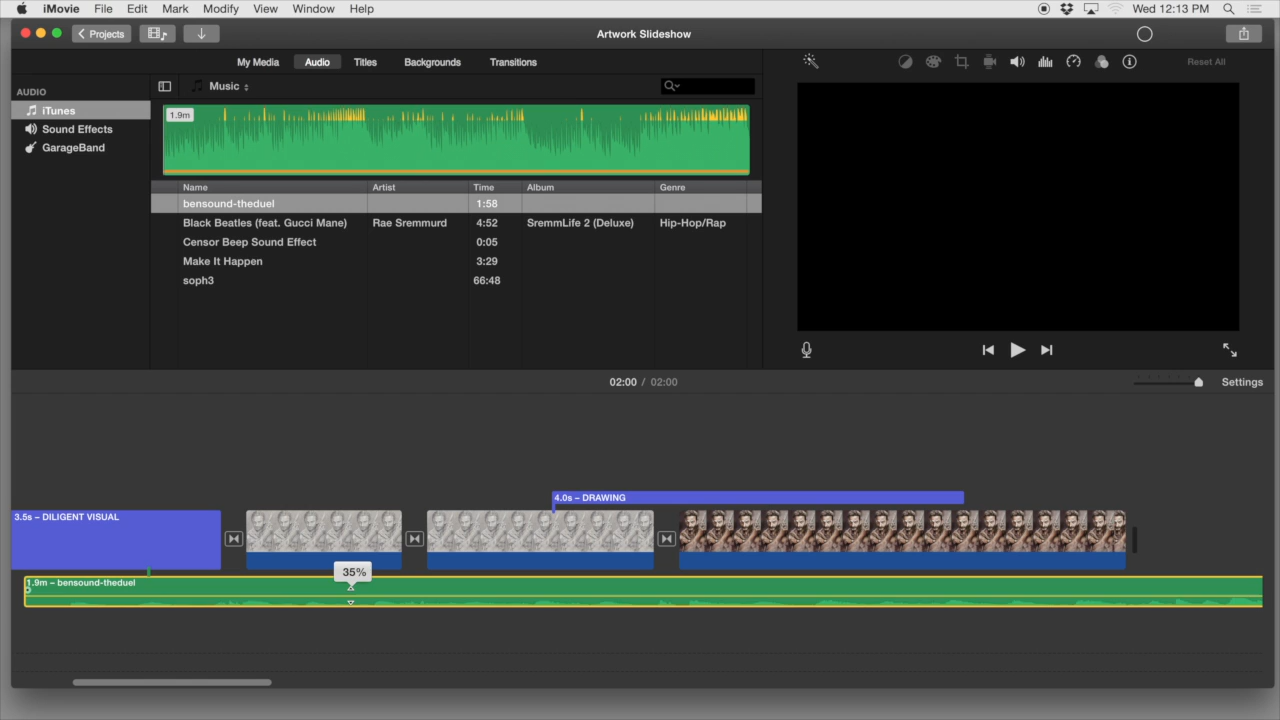 iMovie File Edit Mark Modify View Window Help Wed 12:13 PM
Projects Artwork Slideshow
My Media Audio Titles Backgrounds Transitions Reset All
AUDIO Music
iTunes
Sound Effects
GarageBand
1.9m
Name Artist Time Album Genre
bensound-theduel 1:58
Black Beatles (feat. Gucci Mane) Rae Sremmurd 4:52 SremmLife 2 (Deluxe) Hip-Hop/Rap
Censor Beep Sound Effect 0:05
Make It Happen 3:29
soph3 66:48
02:00 / 02:00 Settings
4.0s – DRAWING
3.5s – DILIGENT VISUAL
35%
1.9m – bensound-theduel